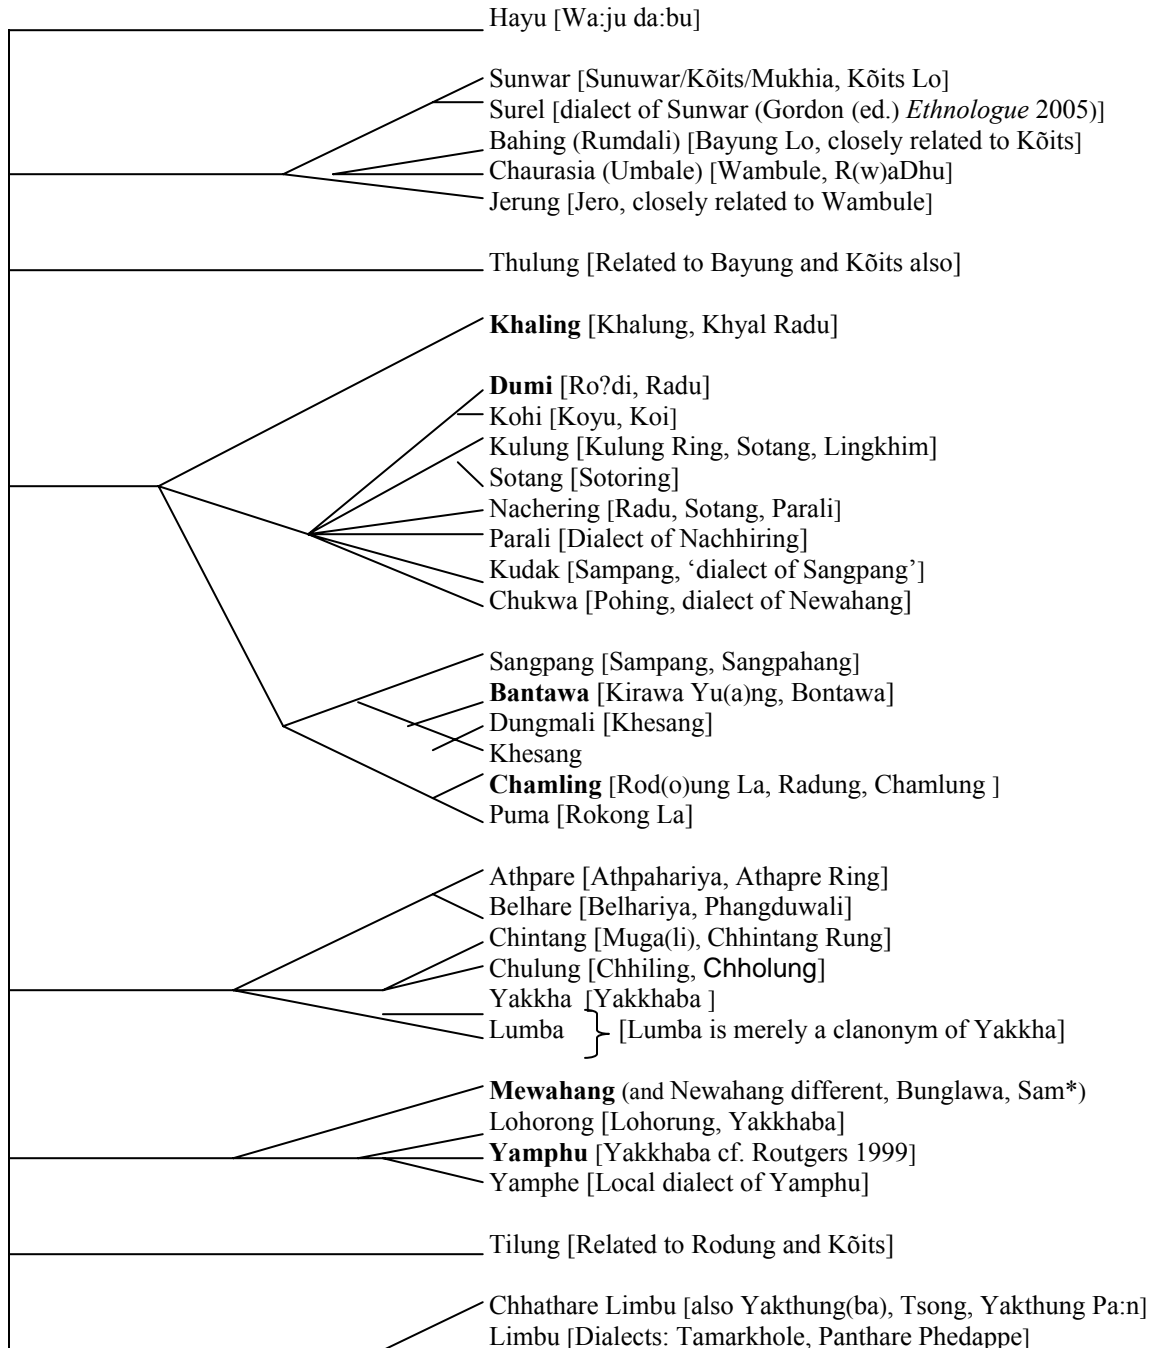 Hayu [Wa:ju da:bu]
Sunwar [Sunuwar/Kõits/Mukhia, Kõits Lo]
Surel [dialect of Sunwar (Gordon (ed.) Ethnologue 2005)]
Bahing (Rumdali) [Bayung Lo, closely related to Kõits]
Chaurasia (Umbale) [Wambule, R(w)aDhu]
Jerung [Jero, closely related to Wambule]
Thulung [Related to Bayung and Kõits also]
Khaling [Khalung, Khyal Radu]
Dumi [Ro?di, Radu]
Kohi [Koyu, Koi]
Kulung [Kulung Ring, Sotang, Lingkhim]
Sotang [Sotoring]
Nachering [Radu, Sotang, Parali]
Parali [Dialect of Nachhiring]
Kudak [Sampang, ‘dialect of Sangpang’]
Chukwa [Pohing, dialect of Newahang]
Sangpang [Sampang, Sangpahang]
Bantawa [Kirawa Yu(a)ng, Bontawa]
Dungmali [Khesang]
Khesang
Chamling [Rod(o)ung La, Radung, Chamlung ]
Puma [Rokong La]
Athpare [Athpahariya, Athapre Ring]
Belhare [Belhariya, Phangduwali]
Chintang [Muga(li), Chhintang Rung]
Chulung [Chhiling, Chholung]
Yakkha [Yakkhaba ]
Lumba [Lumba is merely a clanonym of Yakkha]
Mewahang (and Newahang different, Bunglawa, Sam*)
Lohorong [Lohorung, Yakkhaba]
Yamphu [Yakkhaba cf. Routgers 1999]
Yamphe [Local dialect of Yamphu]
Tilung [Related to Rodung and Kõits]
Chhathare Limbu [also Yakthung(ba), Tsong, Yakthung Pa:n]
Limbu [Dialects: Tamarkhole, Panthare Phedappe]